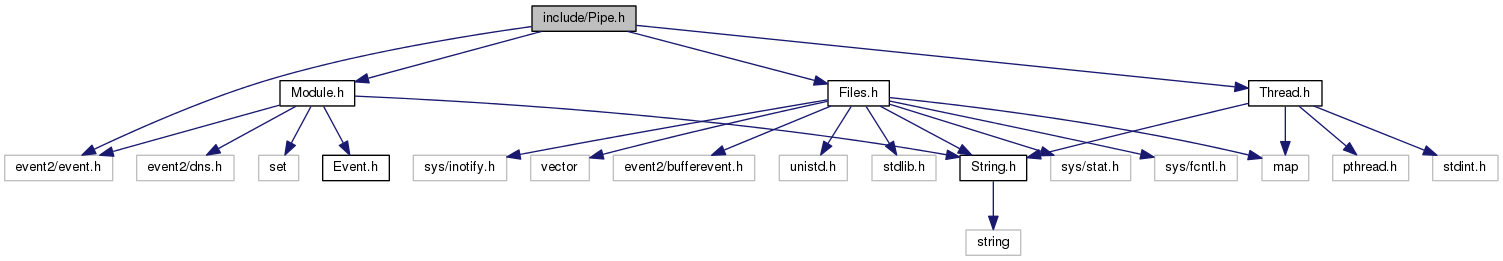 include/Pipe.h
Module.h
Files.h
Thread.h
event2/event.h
event2/dns.h
set
Event.h
sys/inotify.h
vector
event2/bufferevent.h
unistd.h
stdlib.h
String.h
sys/stat.h
sys/fcntl.h
map
pthread.h
stdint.h
string